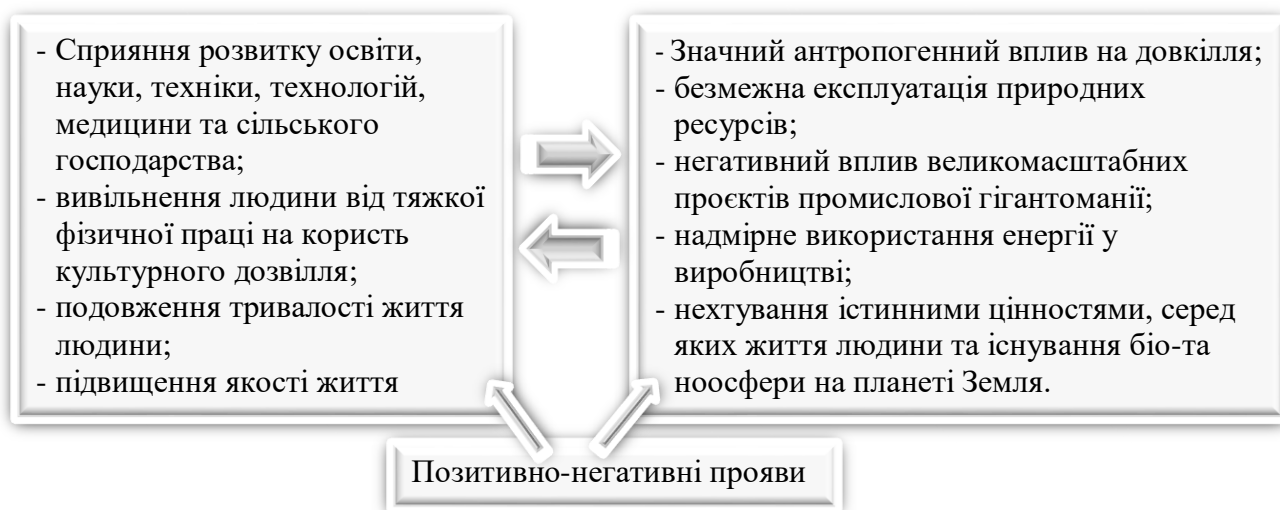 - Сприяння розвитку освіти,
науки, техніки, технологій,
медицини та сільського
господарства;
- вивільнення людини від тяжкої
фізичної праці на користь
культурного дозвілля;
- подовження тривалості життя
людини;
- підвищення якості життя
- Значний антропогенний вплив на довкілля;
- безмежна експлуатація природних
ресурсів;
- негативний вплив великомасштабних
проєктів промислової гігантоманії;
- надмірне використання енергії у
виробництві;
- нехтування істинними цінностями, серед
яких життя людини та існування біо-та
ноосфери на планеті Земля.
Позитивно-негативні прояви